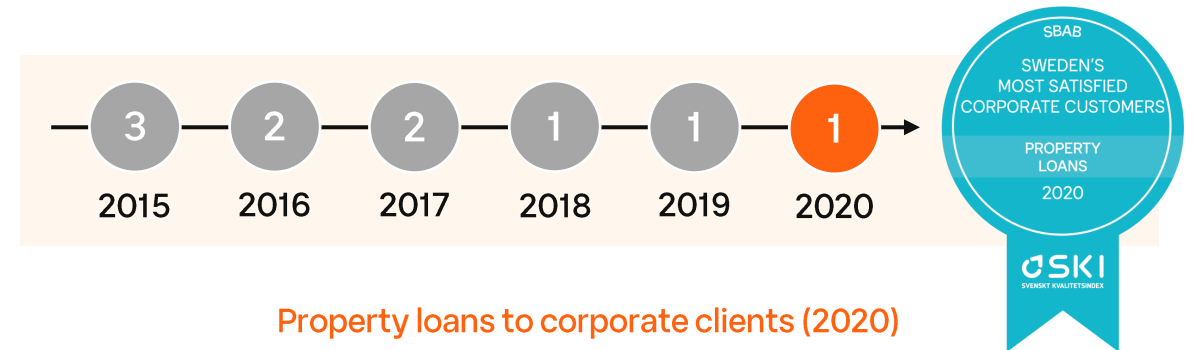 3 2 2 1 1 1
2015 2016 2017 2018 2019 2020
Property loans to corporate clients (2020)
SBAB
SWEDEN'S
MOST SATISFIED
CORPORATE CUSTOMERS
PROPERTY
LOANS
2020
SKI
SVENSKT KVALITETSINDEX